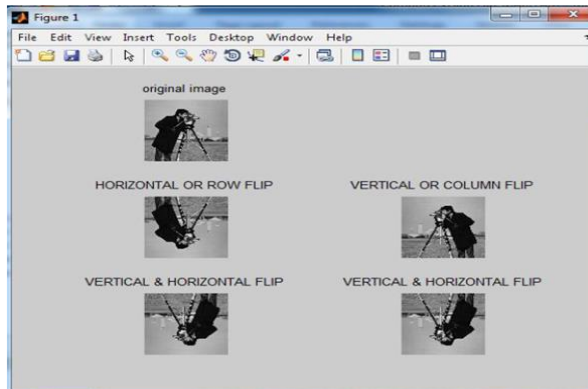 Figure 1
File Edit View Insert Tools Desktop Window Help
original image
HORIZONTAL OR ROW FLIP
VERTICAL OR COLUMN FLIP
VERTICAL & HORIZONTAL FLIP
VERTICAL & HORIZONTAL FLIP